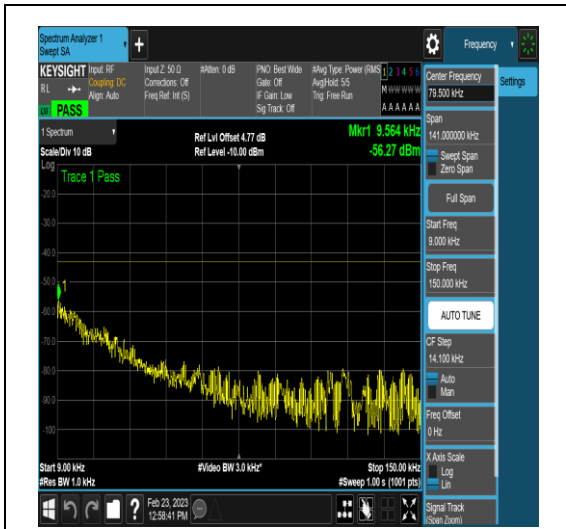 Spectrum Analyzer 1
Swept SA
+
Frequency
KEYSIGHT
Input: RF
Coupling: DC
Align: Auto
Input Z: 50 Ω
Corrections: Off
Freq Ref: Int (S)
#Atten: 0 dB
PNO: Best Wide
Gate: Off
IF Gain: Low
Sig Track: Off
#Avg Type: Power (RMS
Avg|Hold: 5/5
Trig: Free Run
1 2 3 4 5 6
M W W W W W
A A A A A A
R L
PASS
1 Spectrum
Ref Lvl Offset 4.77 dB
Mkr1 9.564 kHz
Scale/Div 10 dB
Ref Level -10.00 dBm
-56.27 dBm
Log
Trace 1 Pass
-20.0
-30.0
-40.0
-50.0
1
-60.0
-70.0
-80.0
-90.0
-100
Start 9.00 kHz
#Video BW 3.0 kHz*
Stop 150.00 kHz
#Res BW 1.0 kHz
#Sweep 1.00 s (1001 pts)
?
Feb 23, 2023
12:58:41 PM
Settings
Center Frequency
79.500 kHz
Span
141.000000 kHz
Swept Span
Zero Span
Full Span
Start Freq
9.000 kHz
Stop Freq
150.000 kHz
AUTO TUNE
CF Step
14.100 kHz
Auto
Man
Freq Offset
0 Hz
X Axis Scale
Log
Lin
Signal Track
(Span Zoom)